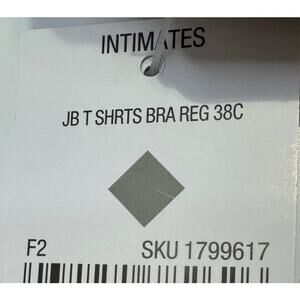 INTIMATES
JB T SHRTS BRA REG 38C
F2 SKU 1799617